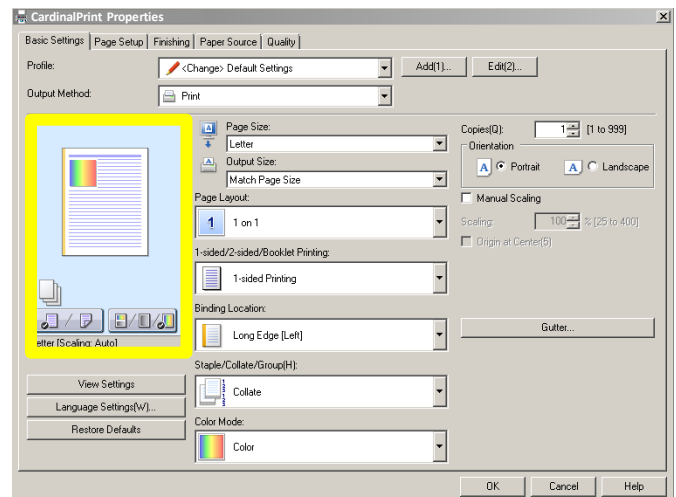 CardinalPrint Properties
Basic Settings Page Setup Finishing Paper Source Quality
Profile: <Change> Default Settings Add(1)... Edit(2)...
Output Method: Print
Page Size:
Letter
Output Size:
Match Page Size
Page Layout:
1 1 on 1
1-sided/2-sided/Booklet Printing:
1-sided Printing
Binding Location:
Long Edge [Left]
Staple/Collate/Group(H):
Collate
Color Mode:
Color
Copies(Q): 1 [1 to 999]
Orientation
A Portrait A Landscape
Manual Scaling
Scaling: 100 % [25 to 400]
Origin at Center(5)
Gutter...
etter [Scaling: Auto]
View Settings
Language Settings(W)...
Restore Defaults
OK Cancel Help